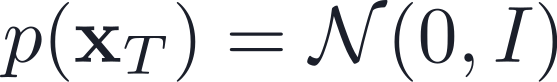 p(𝐱_T) = 𝒩(0, I)